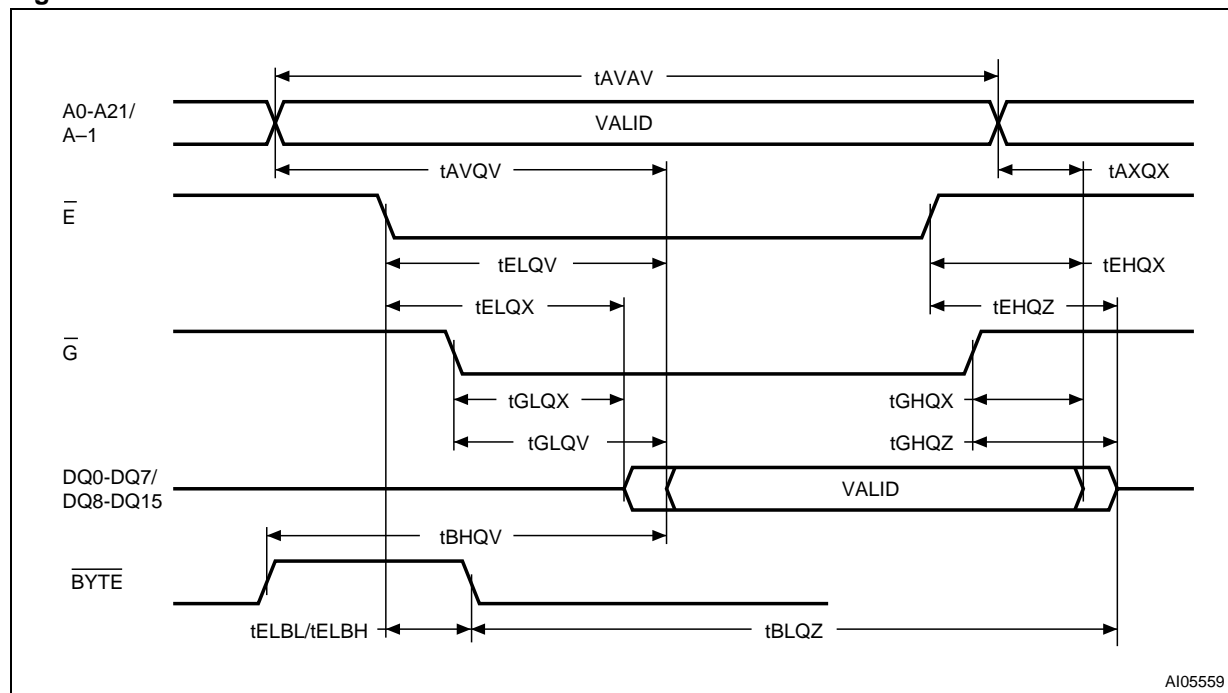 tAVAV
A0-A21/
A–1
VALID
tAVQV
tAXQX
E
tELQV
tEHQX
tELQX
tEHQZ
G
tGLQX
tGHQX
tGLQV
tGHQZ
DQ0-DQ7/
DQ8-DQ15
VALID
tBHQV
BYTE
tELBL/tELBH
tBLQZ
AI05559